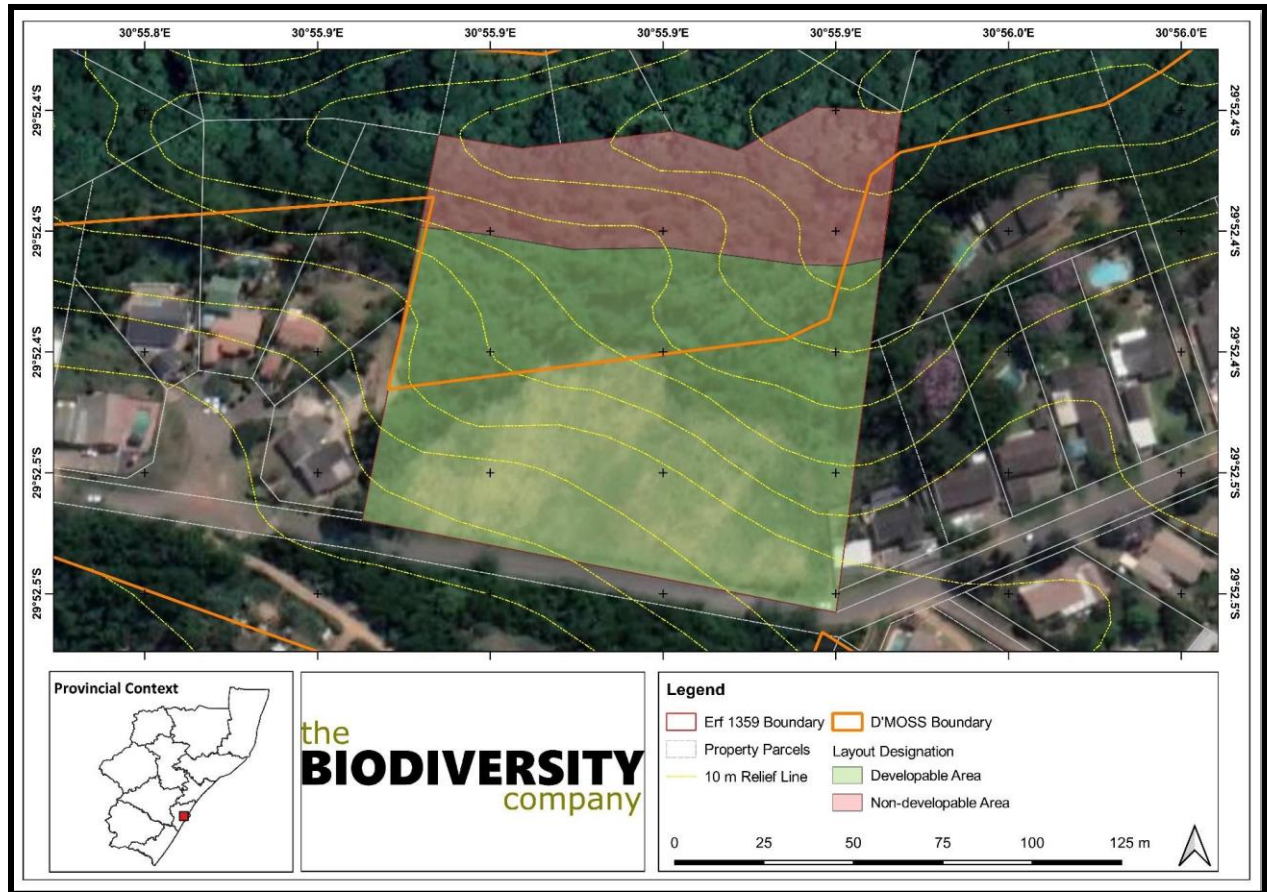 30°55.8'E 30°55.9'E 30°55.9'E 30°55.9'E 30°55.9'E 30°56.0'E 30°56.0'E
29°52.4'S 29°52.4'S
29°52.4'S 29°52.4'S
29°52.4'S 29°52.4'S
29°52.5'S 29°52.5'S
29°52.5'S 29°52.5'S
Provincial Context
the
BIODIVERSITY
company
Legend
Erf 1359 Boundary D'MOSS Boundary
Property Parcels Layout Designation
10 m Relief Line Developable Area
Non-developable Area
0 25 50 75 100 125 m